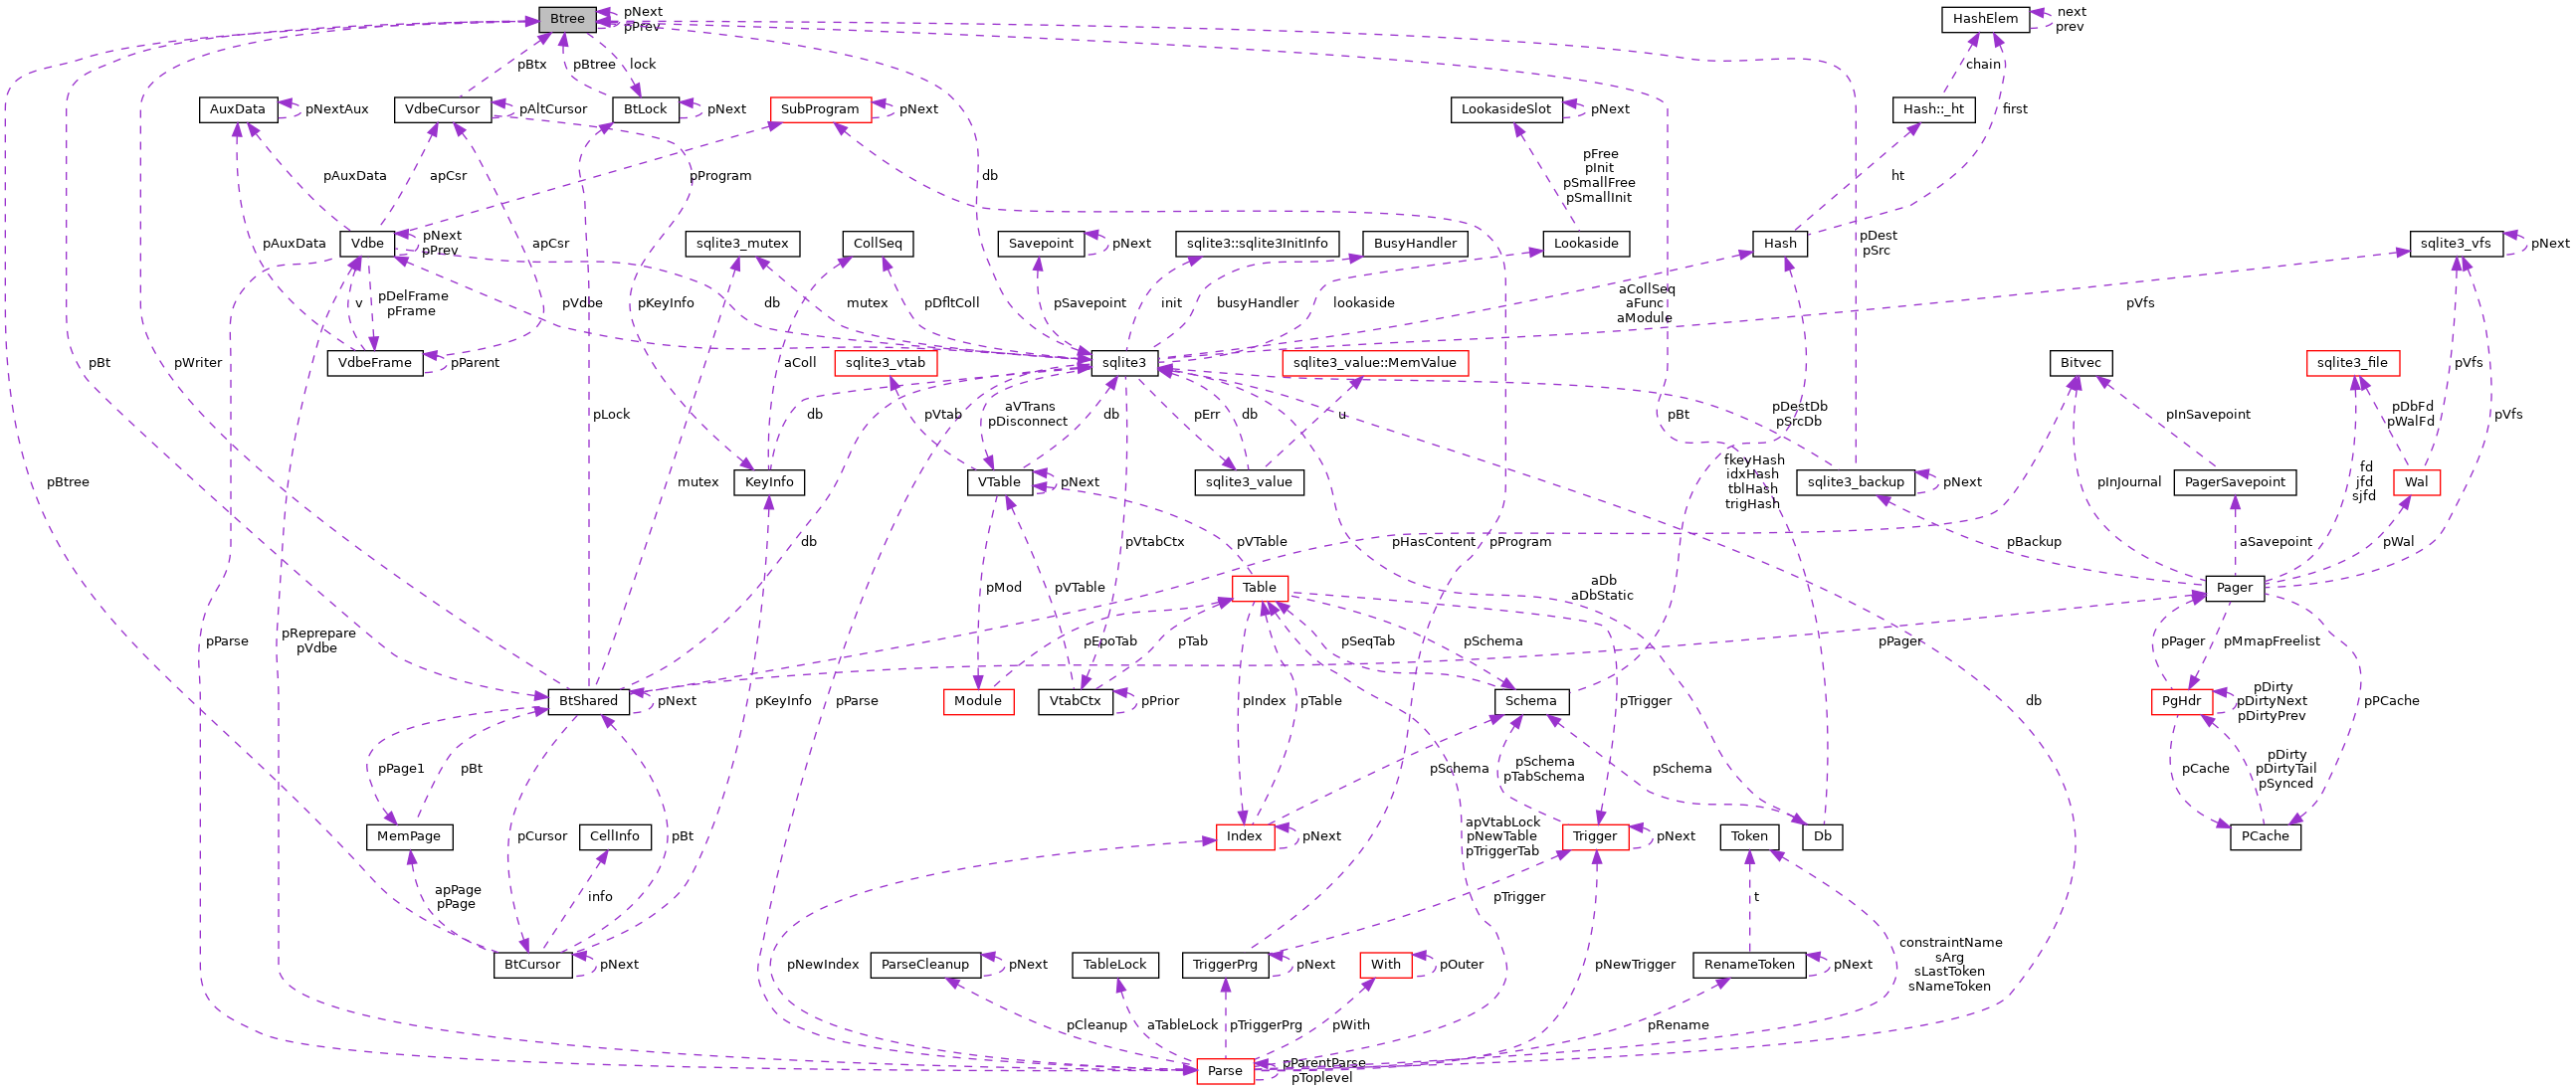 Btree
pNext
pPrev
HashElem
next
prev
pBtx
pBtree
lock
chain
AuxData
pNextAux
VdbeCursor
pAltCursor
BtLock
pNext
SubProgram
pNext
LookasideSlot
pNext
Hash::_ht
first
pAuxData
apCsr
pProgram
db
pFree
pInit
pSmallFree
pSmallInit
ht
pAuxData
Vdbe
pNext
pPrev
apCsr
sqlite3_mutex
CollSeq
Savepoint
pNext
sqlite3::sqlite3InitInfo
BusyHandler
Lookaside
Hash
pDest
pSrc
sqlite3_vfs
pNext
v
pDelFrame
pFrame
pVdbe
pKeyInfo
db
mutex
pDfltColl
pSavepoint
init
busyHandler
lookaside
aCollSeq
aFunc
aModule
pVfs
pBt
pWriter
VdbeFrame
pParent
aColl
sqlite3_vtab
sqlite3
sqlite3_value::MemValue
Bitvec
sqlite3_file
pVfs
pLock
db
pVtab
aVTrans
pDisconnect
db
pErr
db
u
pBt
pDestDb
pSrcDb
pInSavepoint
pDbFd
pWalFd
pVfs
pBtree
mutex
KeyInfo
VTable
pNext
sqlite3_value
fkeyHash
idxHash
tblHash
trigHash
sqlite3_backup
pNext
pInJournal
PagerSavepoint
fd
jfd
sjfd
Wal
db
pVtabCtx
pVTable
pHasContent
pProgram
pBackup
aSavepoint
pWal
pMod
pVTable
Table
aDb
aDbStatic
Pager
pParse
pReprepare
pVdbe
pEpoTab
pTab
pSeqTab
pSchema
pPager
pPager
pMmapFreelist
BtShared
pNext
pKeyInfo
pParse
Module
VtabCtx
pPrior
pIndex
pTable
Schema
pTrigger
db
PgHdr
pDirty
pDirtyNext
pDirtyPrev
pPCache
pPage1
pBt
pSchema
pSchema
pTabSchema
pSchema
pCache
pDirty
pDirtyTail
pSynced
MemPage
pCursor
CellInfo
pBt
Index
pNext
apVtabLock
pNewTable
pTriggerTab
Trigger
pNext
Token
Db
PCache
apPage
pPage
info
pTrigger
t
BtCursor
pNext
pNewIndex
ParseCleanup
pNext
TableLock
TriggerPrg
pNext
With
pOuter
pNewTrigger
RenameToken
pNext
constraintName
sArg
sLastToken
sNameToken
pCleanup
aTableLock
pTriggerPrg
pWith
pRename
Parse
pParentParse
pToplevel